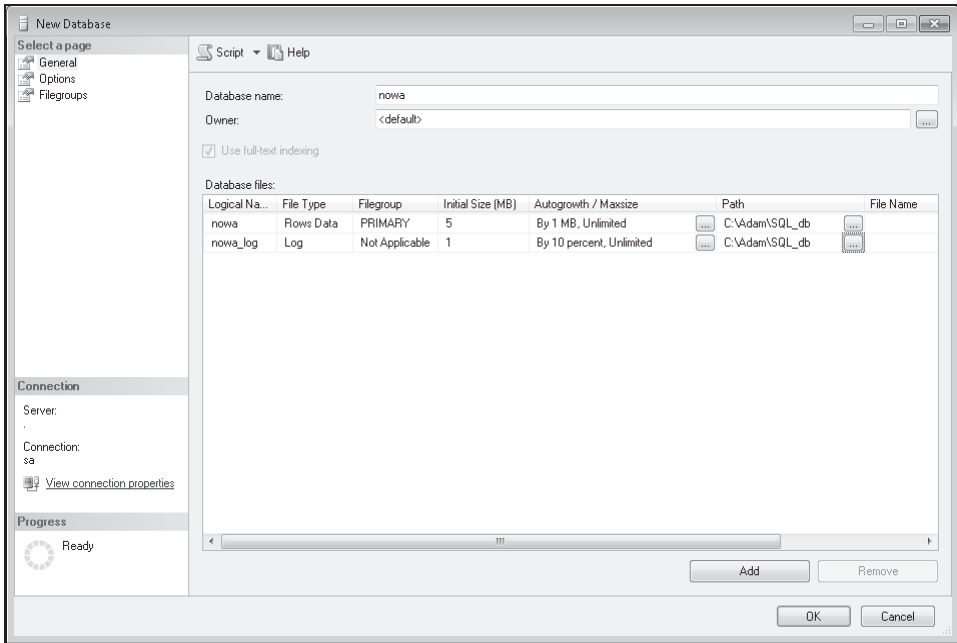 New Database
Select a page
General
Options
Filegroups
Script Help
Database name: nowa
Owner: <default> ...
Use full-text indexing
Database files:
Logical Na... File Type Filegroup Initial Size (MB) Autogrowth / Maxsize Path File Name
nowa Rows Data PRIMARY 5 By 1 MB, Unlimited ... C:\Adam\SQL_db ...
nowa_log Log Not Applicable 1 By 10 percent, Unlimited ... C:\Adam\SQL_db ...
Connection
Server:
.
Connection:
sa
View connection properties
Progress
Ready
Add Remove
OK Cancel